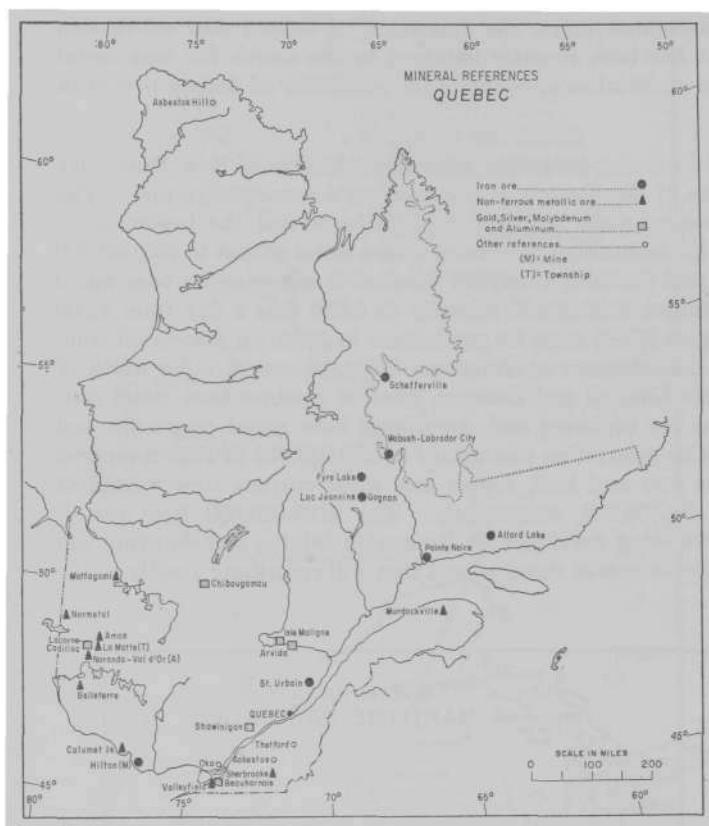 80° 75° 70° 65° 60° 55° 50°
MINERAL REFERENCES
QUEBEC
60°
Asbestos Hill
60°
Iron ore
Non-ferrous metallic ore
Gold, Silver, Molybdenum
and Aluminum
Other references
(M)= Mine
(T)= Township
55°
55°
Schefferville
Wabush-Labrador City
Fyre Lake
Lac Jeannine
Gagnon
50°
Allard Lake
Pointe Noire
50°
Mattagami
Chibougamau
Normetal
Murdockville
Amos
Lacorne
La Motte(T)
Cadillac
Noranda-Val d'Or(A)
Isle Maligne
Arvida
Belleterre
St. Urbain
QUEBEC
Shawinigan
45°
Thetford
Calumet Is.
Oka
Asbestos
SCALE IN MILES
Hilton(M)
Sherbrooke
0 100 200
Valleyfield
Beauharnois
45°
80° 75° 70° 65° 60°